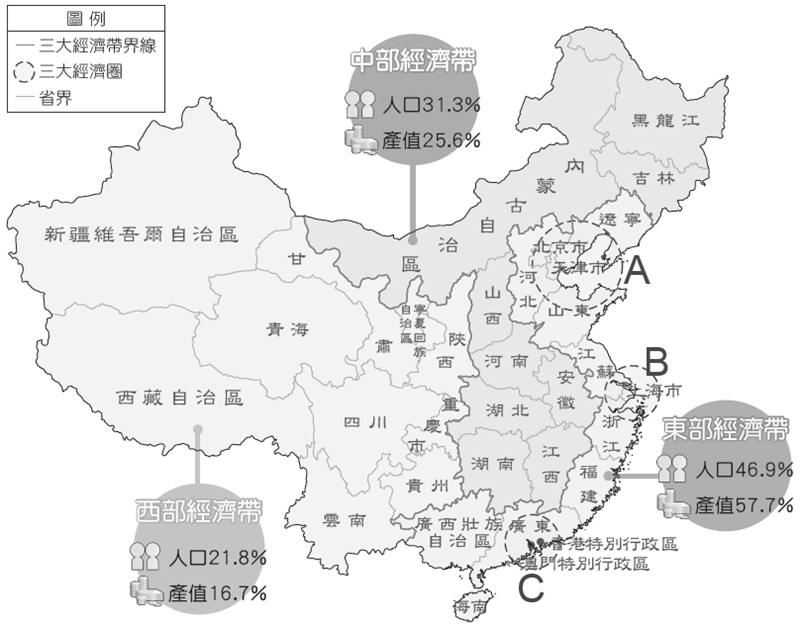 圖例
三大經濟帶界線
三大經濟圈
省界
中部經濟帶
人口31.3%
產值25.6%
黑龍江
吉林
內
蒙
古
自
治
區
遼寧
新疆維吾爾自治區
甘
肅
北京市
天津市
A
河
北
山
西
山東
青海
寧夏回族
自治區
陝
西
河南
江
蘇
B
上海市
安
徽
西藏自治區
四川
重
慶
市
湖北
浙
江
東部經濟帶
人口46.9%
產值57.7%
湖南
江
西
福
建
貴州
西部經濟帶
人口21.8%
產值16.7%
雲南
廣西壯族
自治區
廣東
香港特別行政區
澳門特別行政區
C
海南